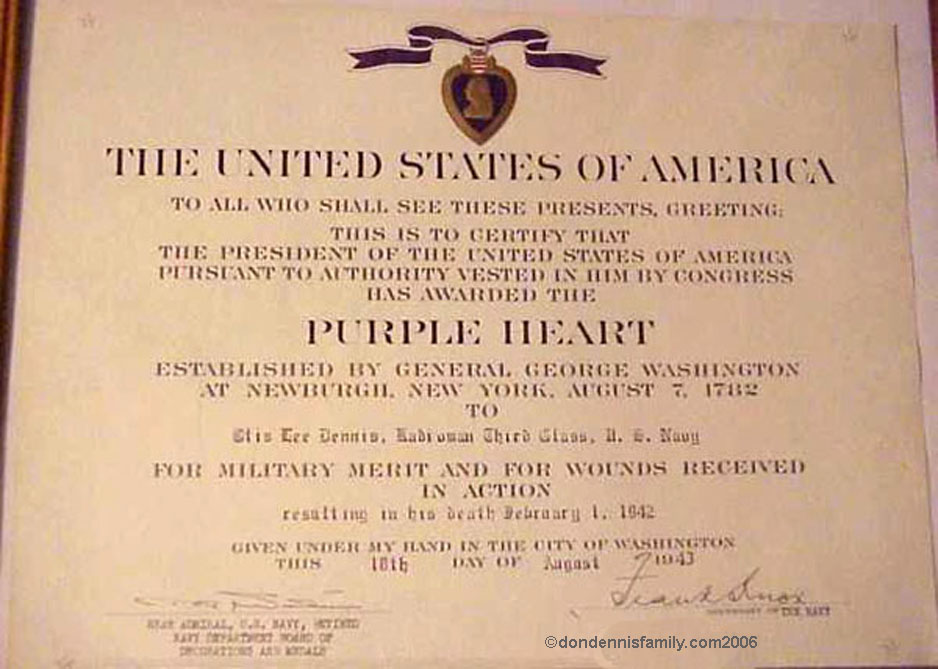 THE UNITED STATES OF AMERICA
TO ALL WHO SHALL SEE THESE PRESENTS, GREETING:
THIS IS TO CERTIFY THAT
THE PRESIDENT OF THE UNITED STATES OF AMERICA
PURSUANT TO AUTHORITY VESTED IN HIM BY CONGRESS
HAS AWARDED THE
PURPLE HEART
ESTABLISHED BY GENERAL GEORGE WASHINGTON
AT NEWBURGH, NEW YORK, AUGUST 7, 1782
TO
Otis Lee Dennis, Radioman Third Class, U. S. Navy
FOR MILITARY MERIT AND FOR WOUNDS RECEIVED
IN ACTION
resulting in his death February 1, 1942
GIVEN UNDER MY HAND IN THE CITY OF WASHINGTON
THIS 18th DAY OF August 1943
Frank Knox
SECRETARY OF THE NAVY
REAR ADMIRAL, U.S. NAVY, RETIRED
NAVY DEPARTMENT BOARD OF
DECORATIONS AND MEDALS
©dondennisfamily.com2006